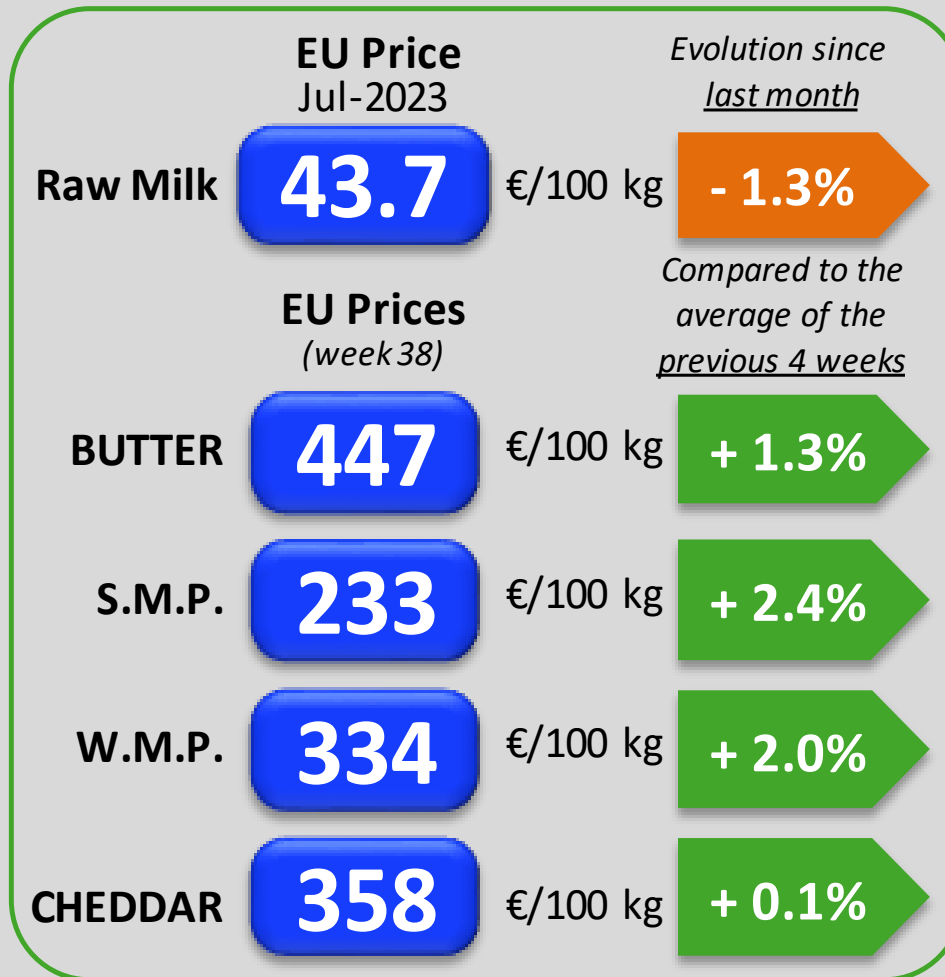 EU Price
Jul-2023
Evolution since
last month
Raw Milk 43.7 €/100 kg - 1.3%
EU Prices
(week 38)
Compared to the
average of the
previous 4 weeks
BUTTER 447 €/100 kg + 1.3%
S.M.P. 233 €/100 kg + 2.4%
W.M.P. 334 €/100 kg + 2.0%
CHEDDAR 358 €/100 kg + 0.1%